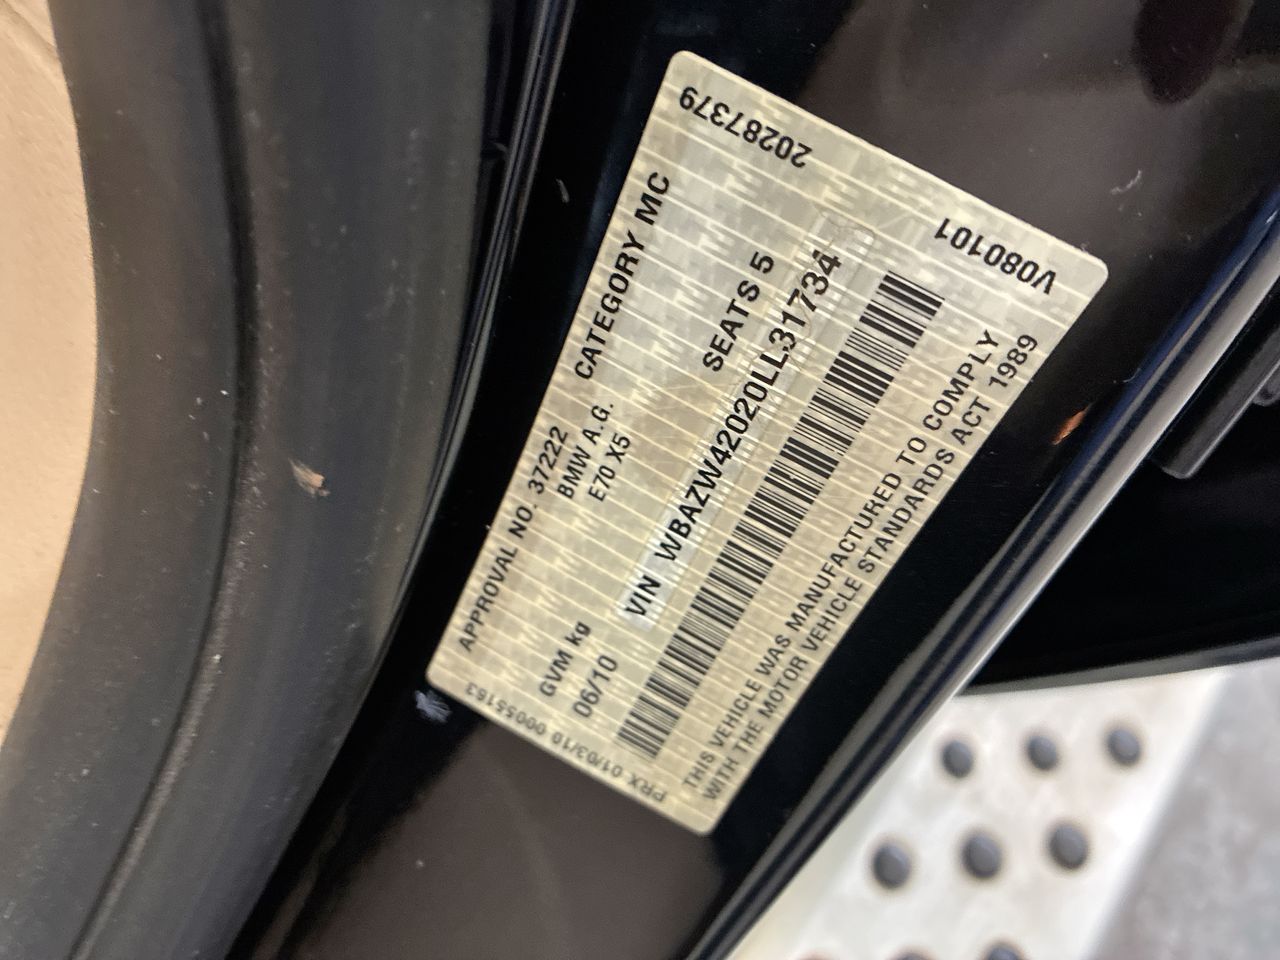 APPROVAL NO. 37222 CATEGORY MC
BMW A.G.
E70 X5
GVM kg SEATS 5
06/10
VIN WBAZW42020LL31734
THIS VEHICLE WAS MANUFACTURED TO COMPLY
WITH THE MOTOR VEHICLE STANDARDS ACT 1989
20287379
V080101
PRX 01/03/10 00055163